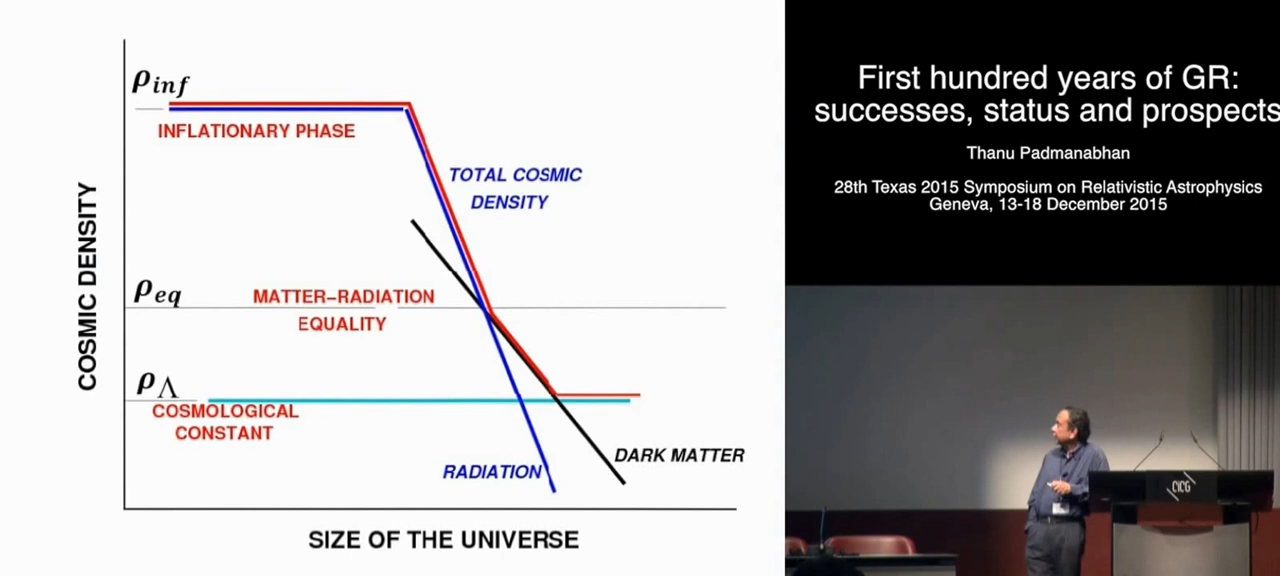 ρinf
INFLATIONARY PHASE
TOTAL COSMIC
DENSITY
COSMIC DENSITY
ρeq
MATTER–RADIATION
EQUALITY
ρΛ
COSMOLOGICAL
CONSTANT
RADIATION
DARK MATTER
SIZE OF THE UNIVERSE
First hundred years of GR:
successes, status and prospects
Thanu Padmanabhan
28th Texas 2015 Symposium on Relativistic Astrophysics
Geneva, 13-18 December 2015
CICG